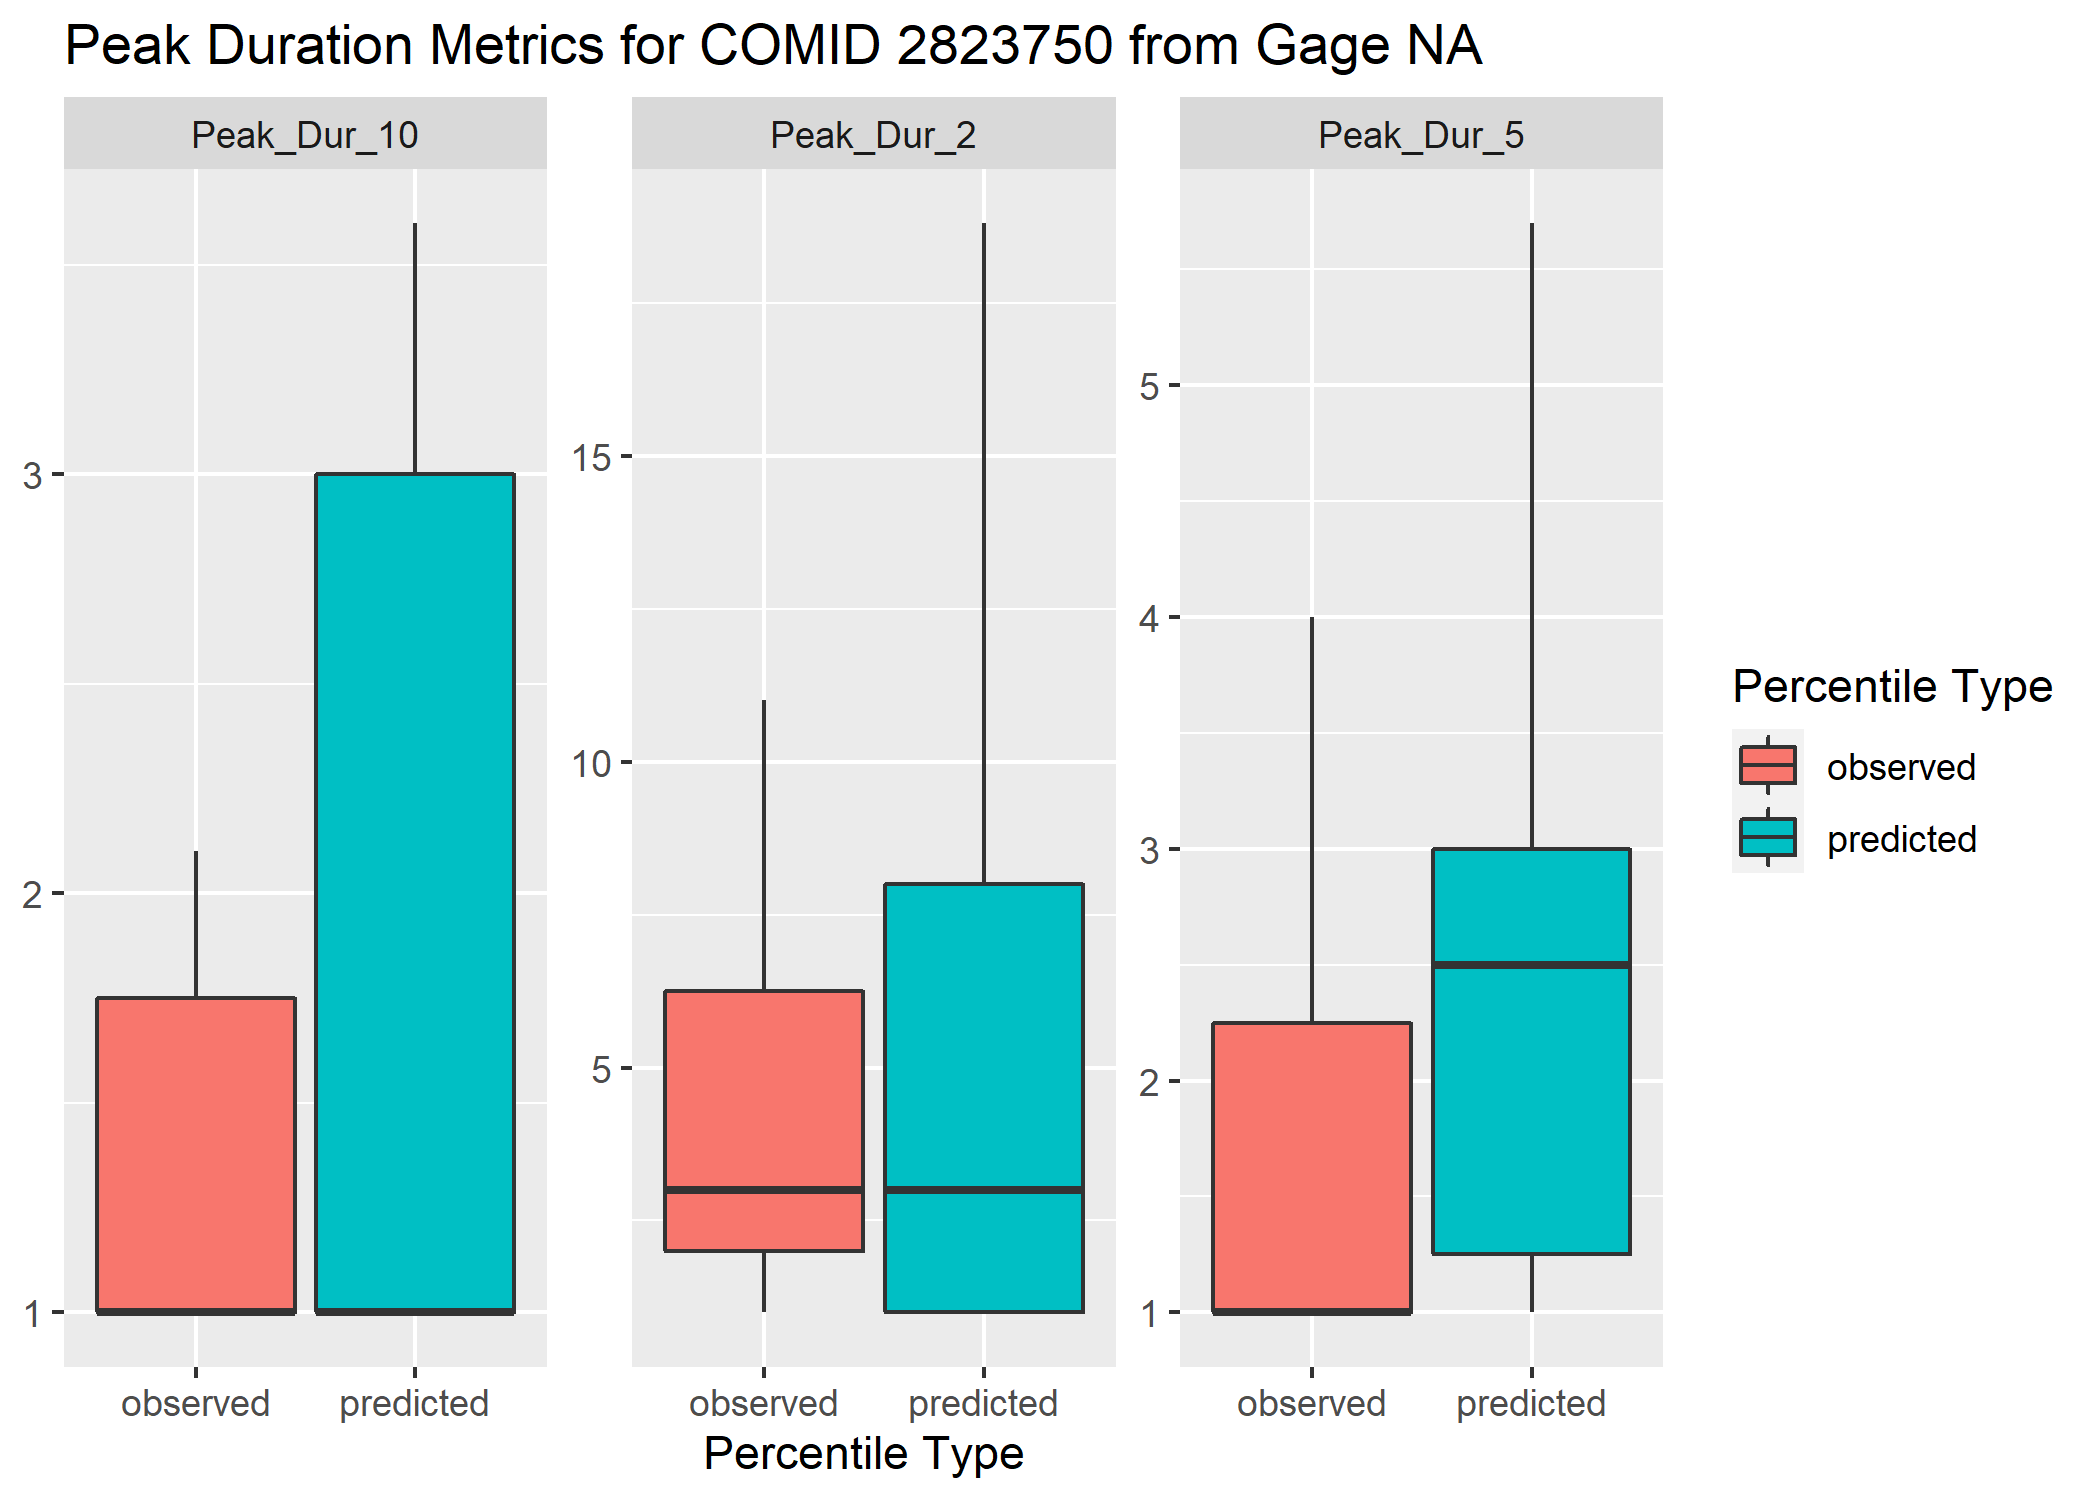 Peak Duration Metrics for COMID 2823750 from Gage NA
Peak_Dur_10
Peak_Dur_2
Peak_Dur_5
3
2
1
15
10
5
5
4
3
2
1
observed
predicted
observed
predicted
observed
predicted
Percentile Type
Percentile Type
observed
predicted